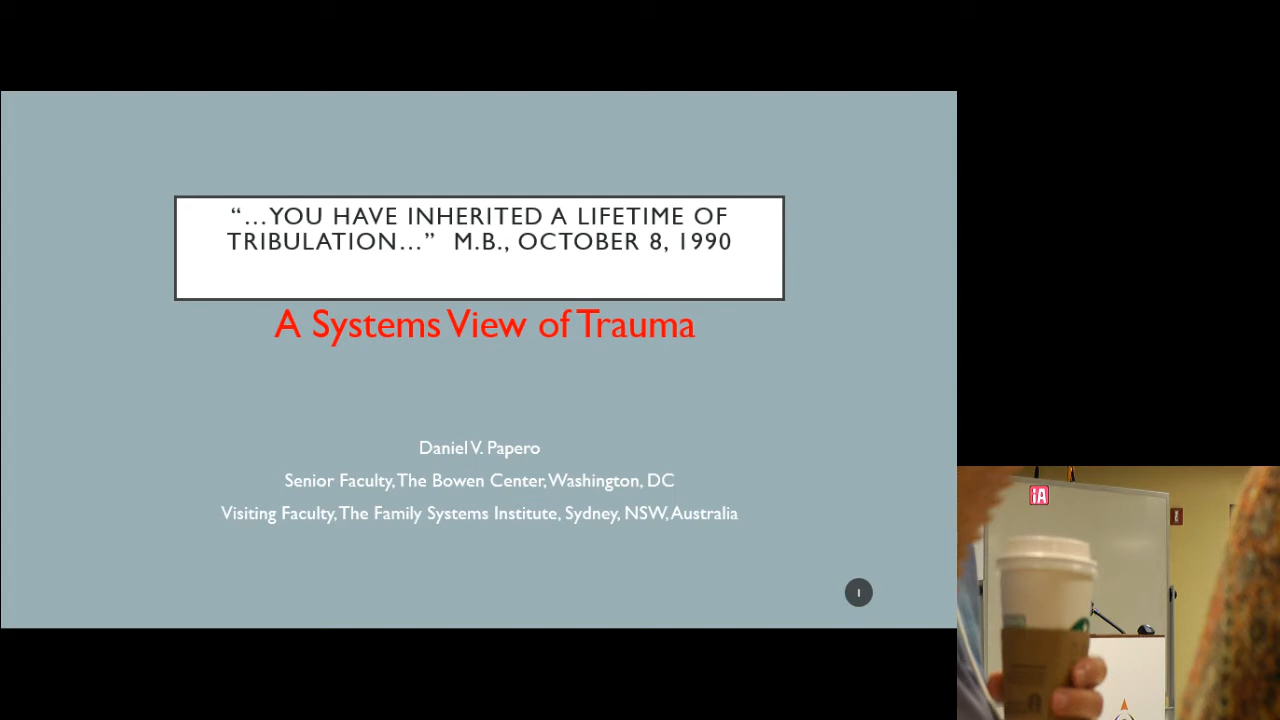 “...YOU HAVE INHERITED A LIFETIME OF
TRIBULATION...” M.B., OCTOBER 8, 1990
A Systems View of Trauma
Daniel V. Papero
Senior Faculty, The Bowen Center, Washington, DC
Visiting Faculty, The Family Systems Institute, Sydney, NSW, Australia
1
iA